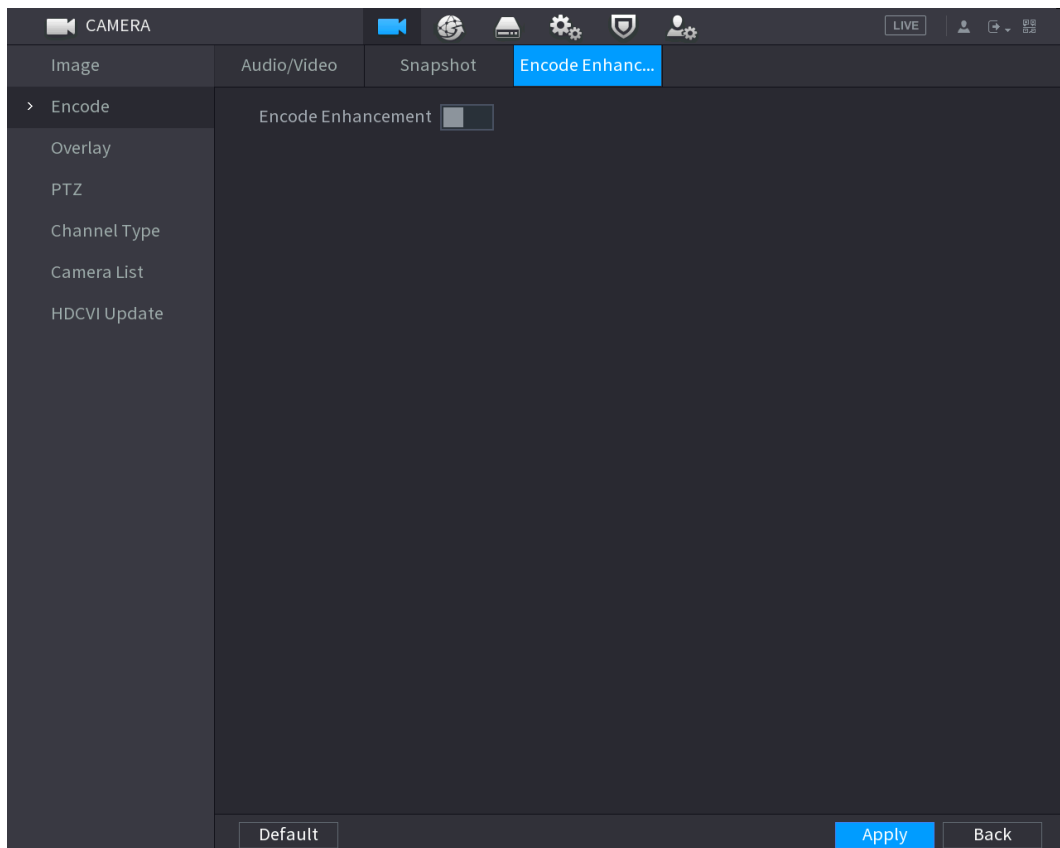 CAMERA
LIVE
Image
Audio/Video
Snapshot
Encode Enhanc...
Encode
Encode Enhancement
Overlay
PTZ
Channel Type
Camera List
HDCVI Update
Default
Apply
Back